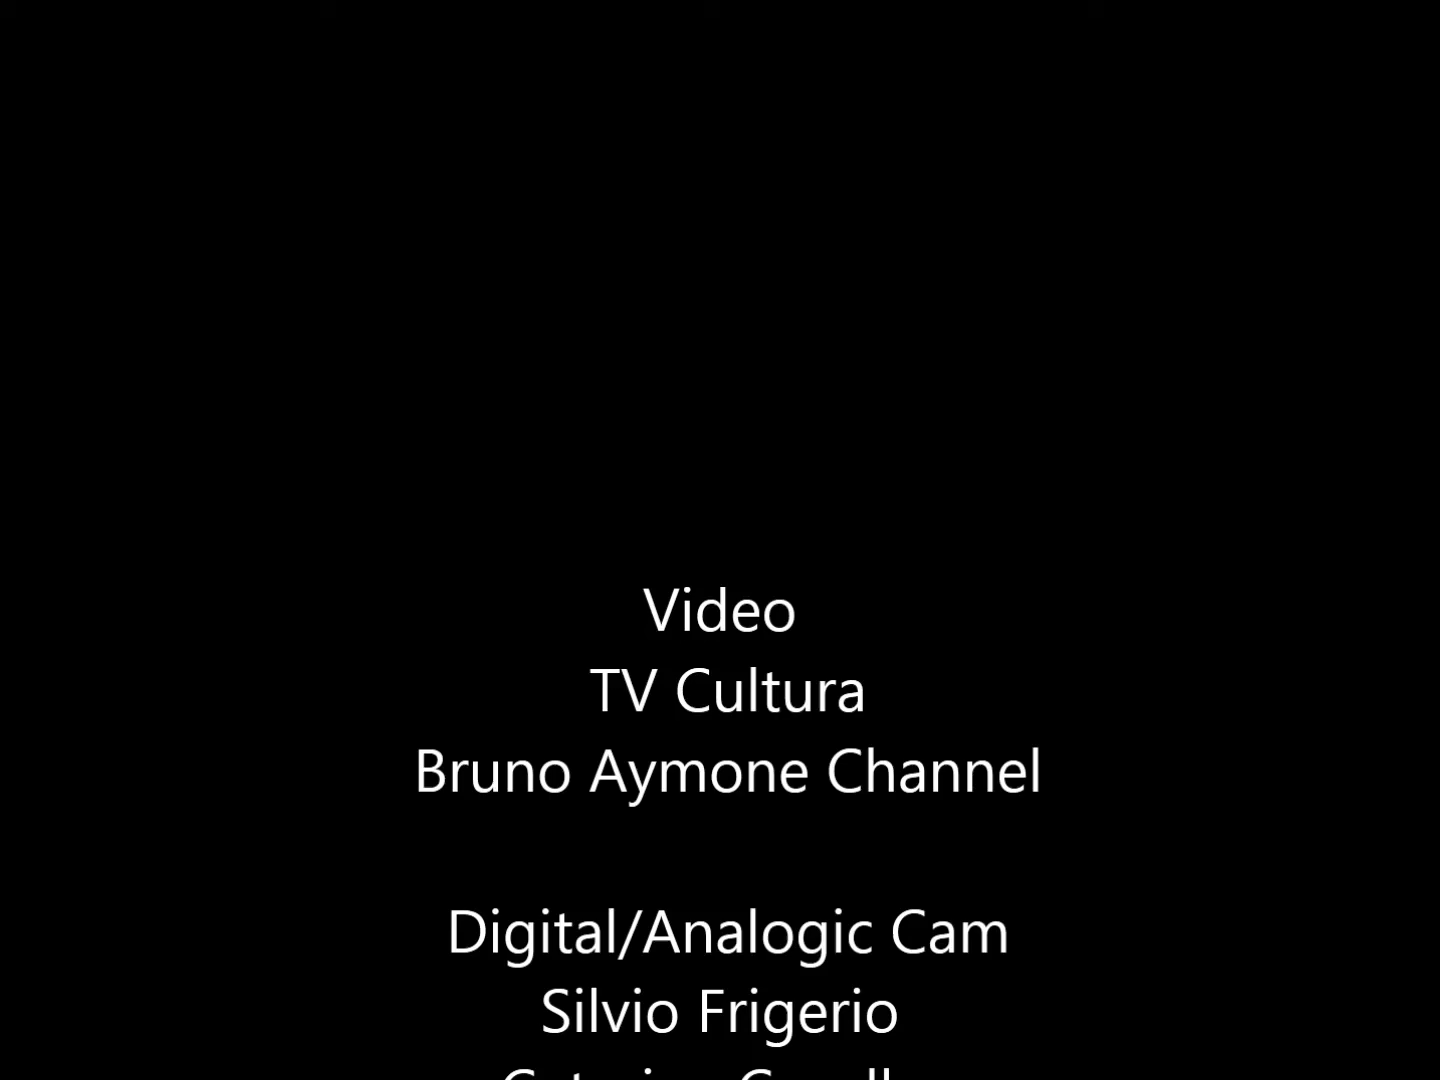 Video
TV Cultura
Bruno Aymone Channel
Digital/Analogic Cam
Silvio Frigerio